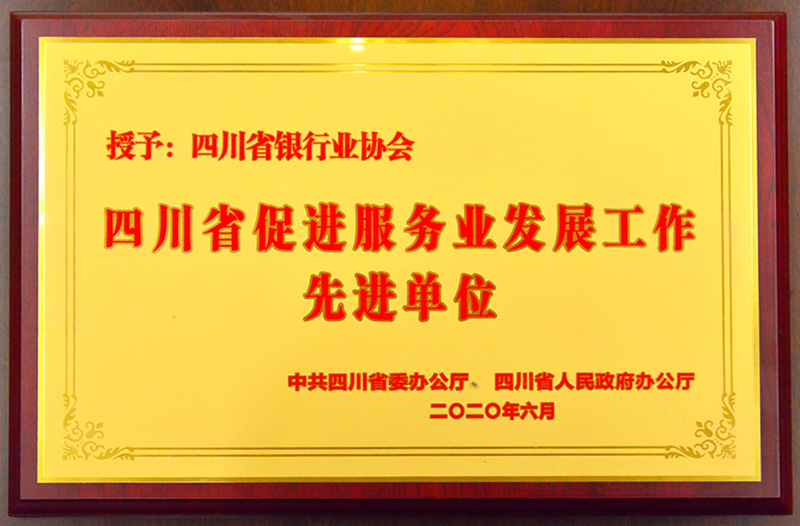 授予：四川省银行业协会
四川省促进服务业发展工作
先进单位
中共四川省委办公厅、四川省人民政府办公厅
二〇二〇年六月